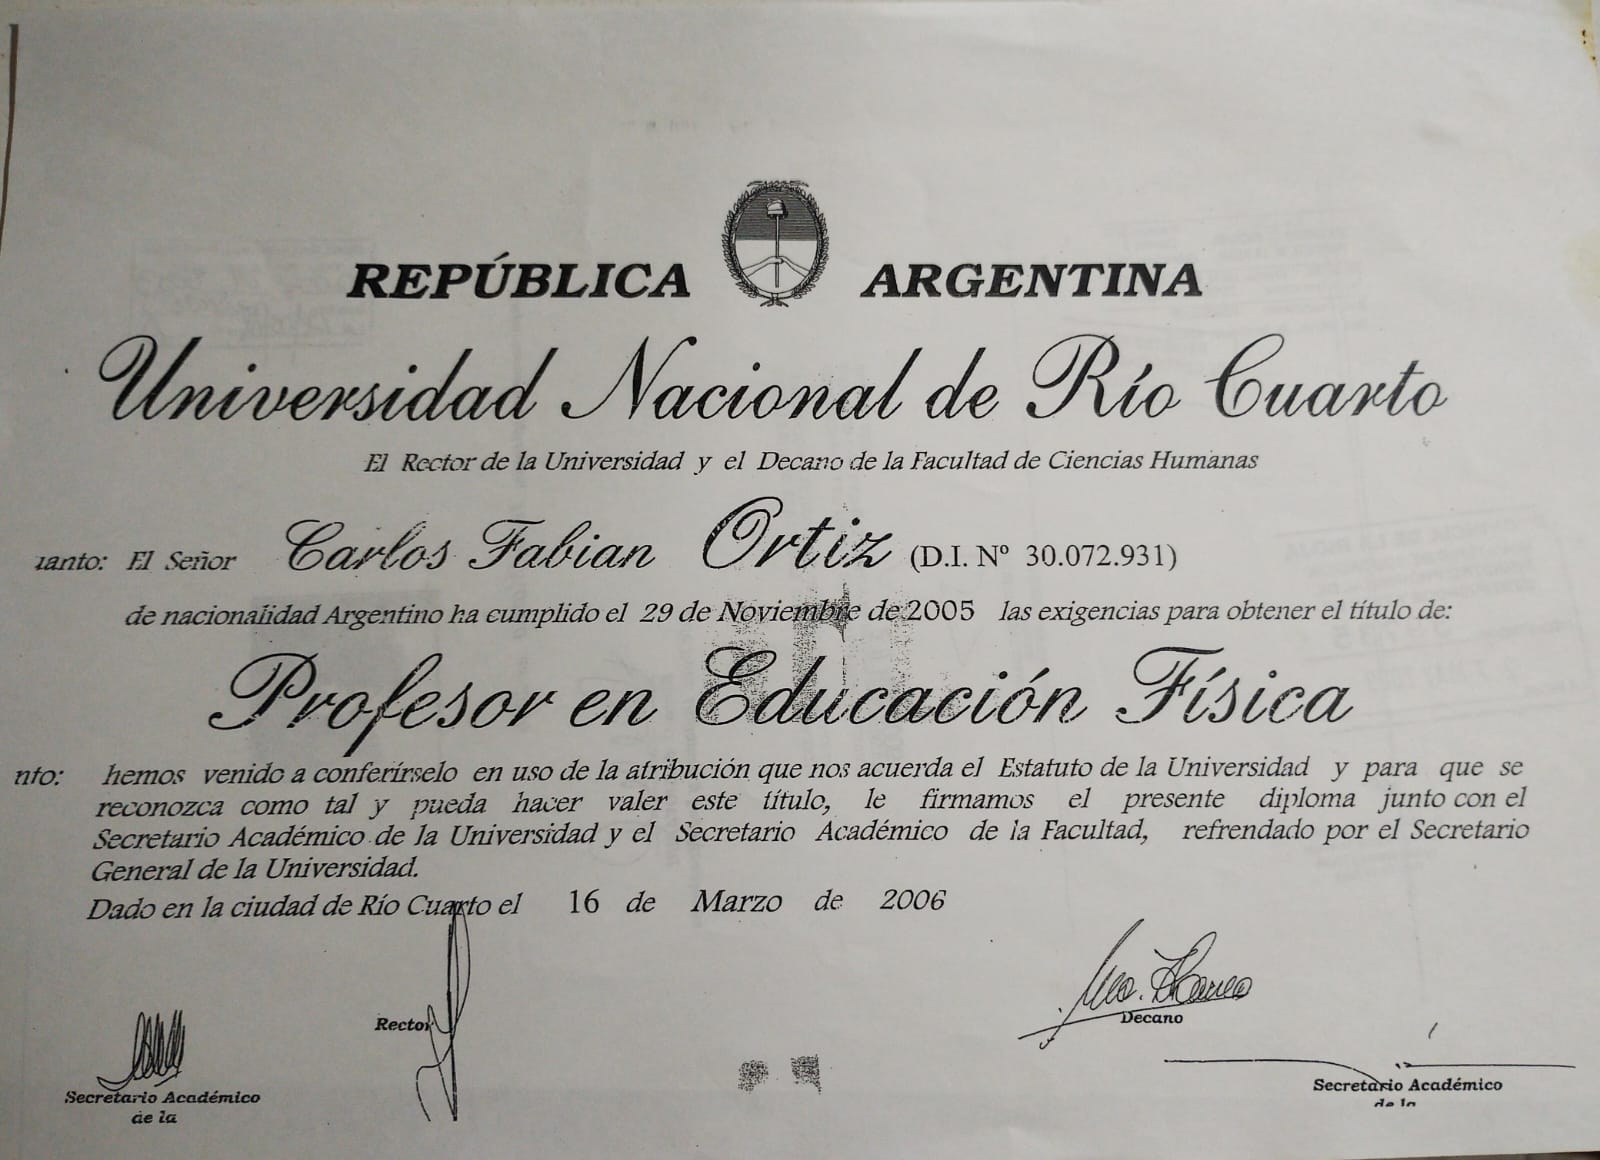 REPÚBLICA ARGENTINA
Universidad Nacional de Río Cuarto
El Rector de la Universidad y el Decano de la Facultad de Ciencias Humanas
uanto: El Señor Carlos Fabian Ortiz (D.I. Nº 30.072.931)
de nacionalidad Argentino ha cumplido el 29 de Noviembre de 2005 las exigencias para obtener el título de:
Profesor en Educación Física
nto: hemos venido a conferírselo en uso de la atribución que nos acuerda el Estatuto de la Universidad y para que se
reconozca como tal y pueda hacer valer este título, le firmamos el presente diploma junto con el
Secretario Académico de la Universidad y el Secretario Académico de la Facultad, refrendado por el Secretario
General de la Universidad.
Dado en la ciudad de Río Cuarto el 16 de Marzo de 2006
Rector
Decano
Secretario Académico
de la
Secretario Académico
de la